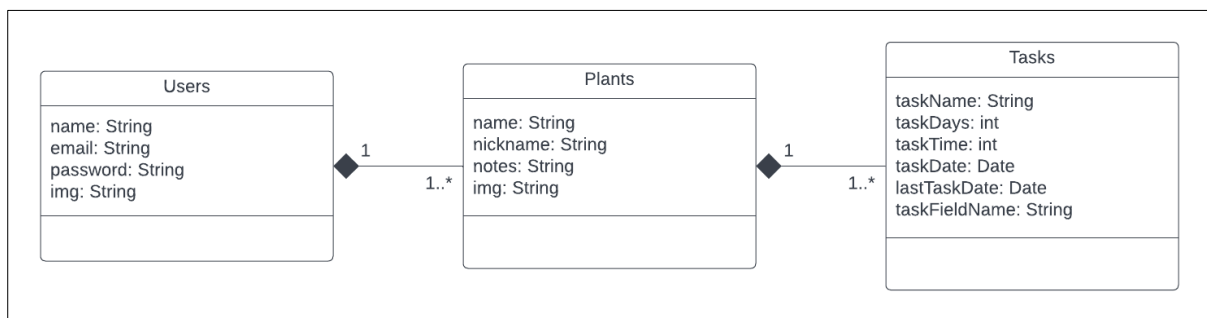 Users
name: String
email: String
password: String
img: String
1
1..*
Plants
name: String
nickname: String
notes: String
img: String
1
1..*
Tasks
taskName: String
taskDays: int
taskTime: int
taskDate: Date
lastTaskDate: Date
taskFieldName: String